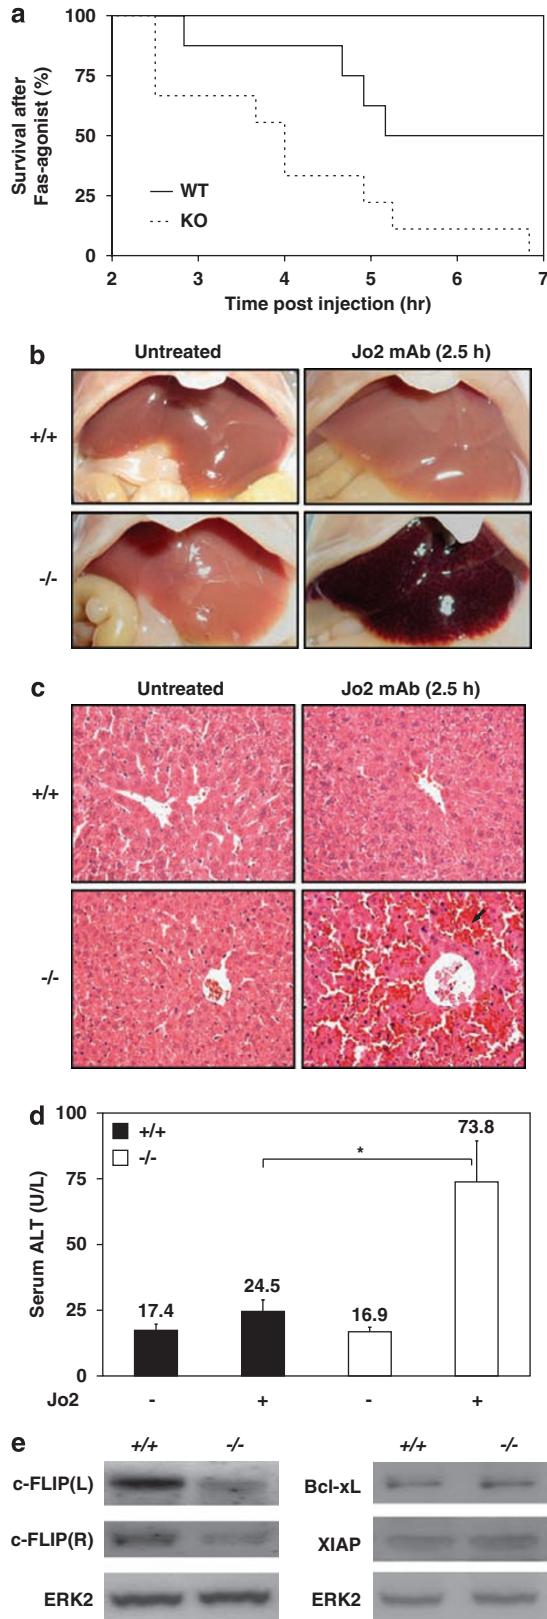 a
100
75
50
25
0
Survival after
Fas-agonist (%)
WT
KO
2 3 4 5 6 7
Time post injection (hr)
b
Untreated Jo2 mAb (2.5 h)
+/+
-/-
c
Untreated Jo2 mAb (2.5 h)
+/+
-/-
d
100
75
50
25
0
Serum ALT (U/L)
+/+
-/-
*
17.4 24.5 16.9 73.8
Jo2 - + - +
e
+/+ -/-
c-FLIP(L)
c-FLIP(R)
ERK2
+/+ -/-
Bcl-xL
XIAP
ERK2